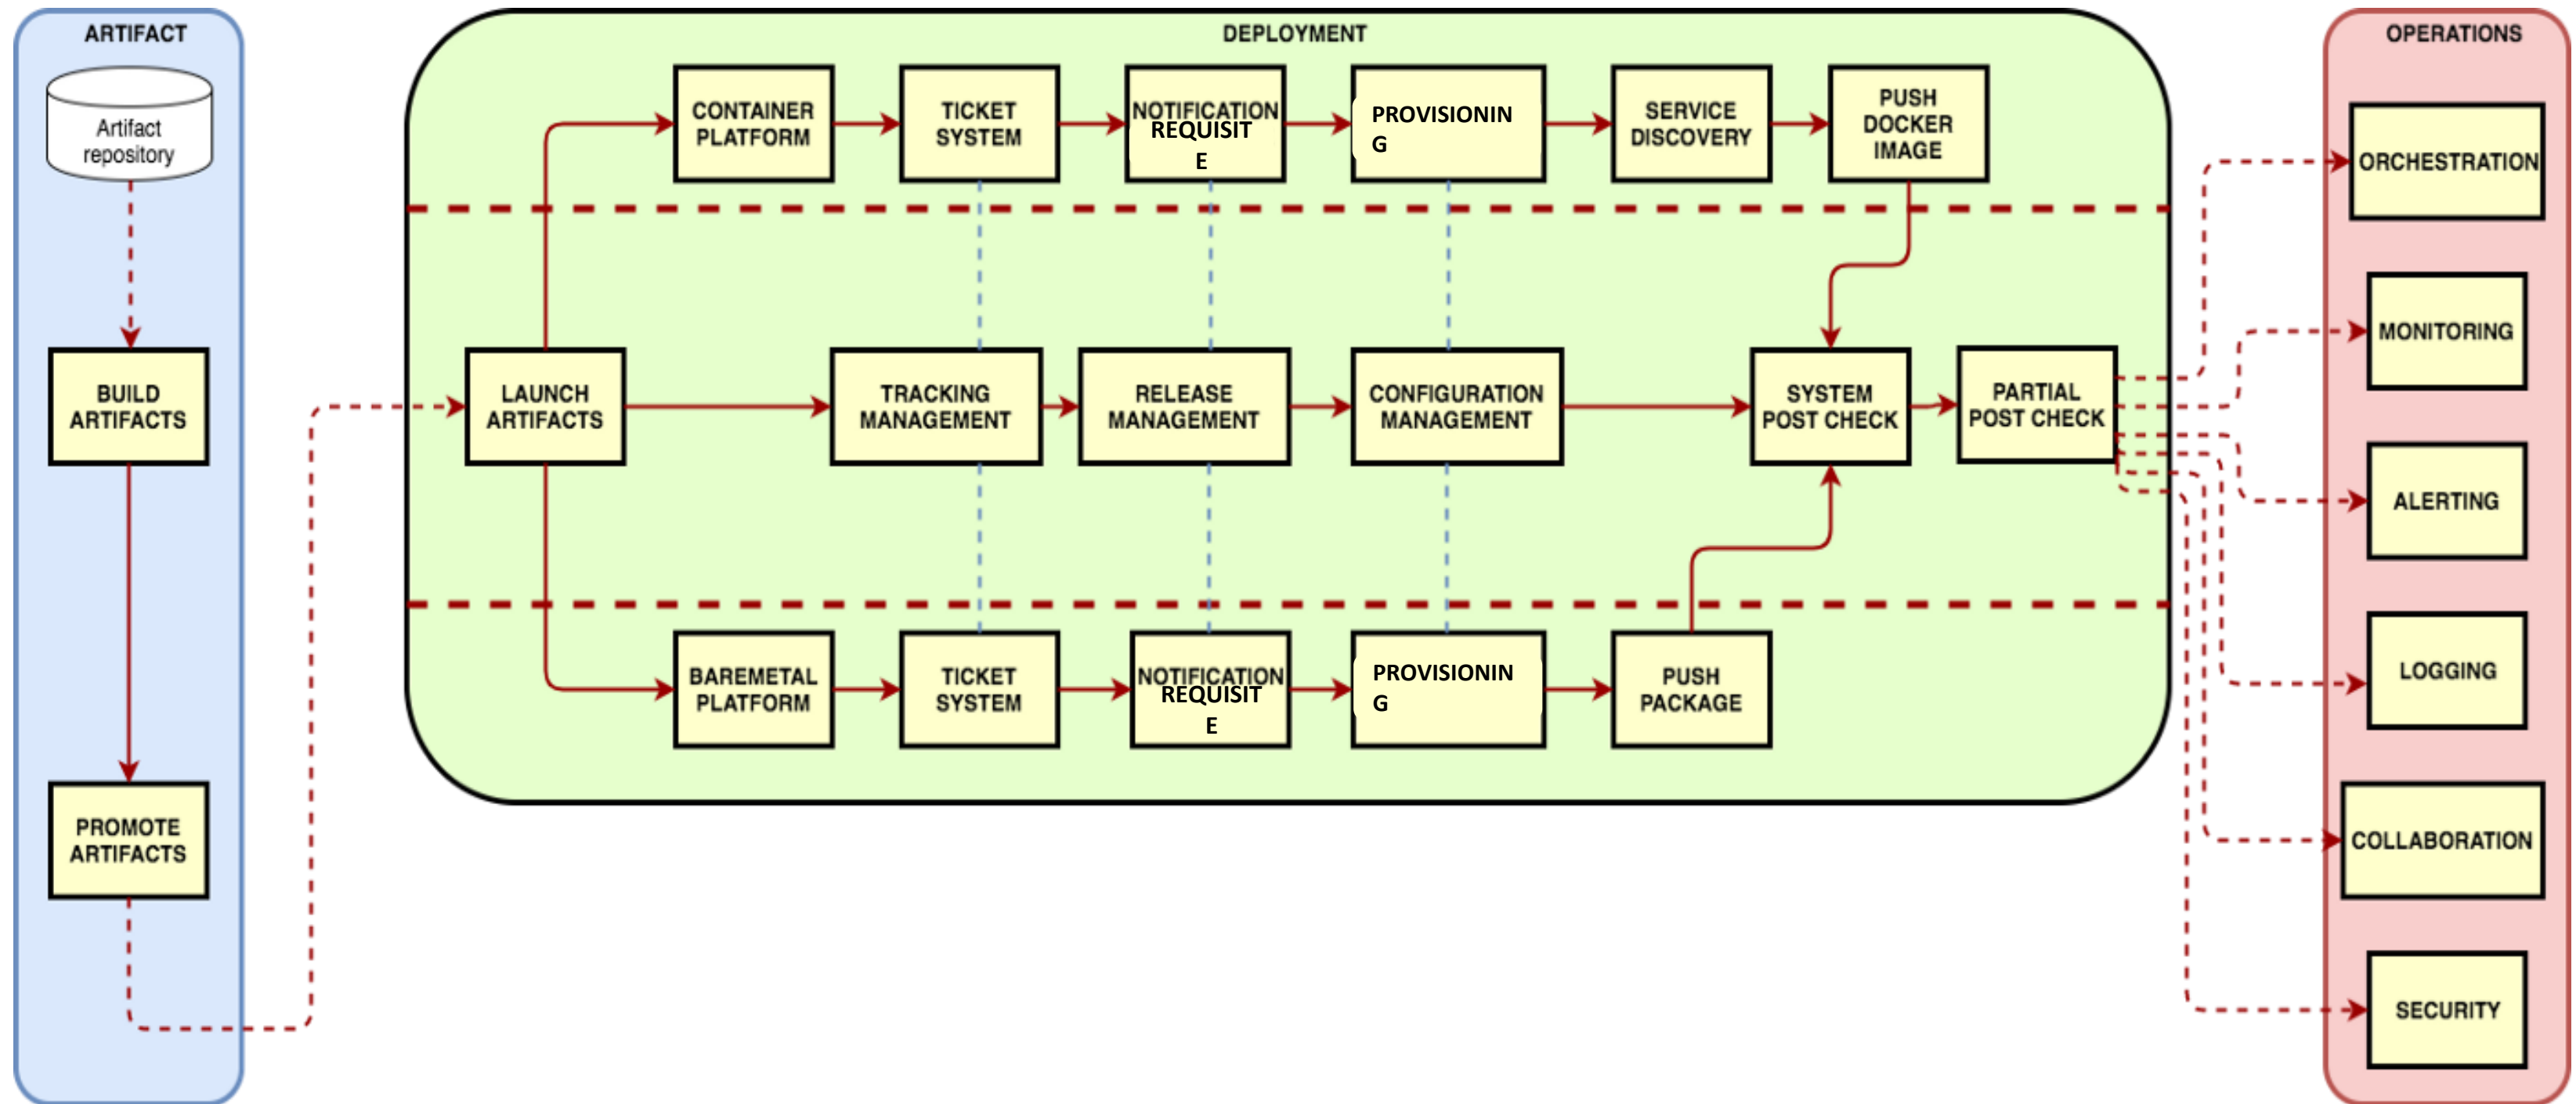 ARTIFACT
Artifact
repository
BUILD
ARTIFACTS
PROMOTE
ARTIFACTS
DEPLOYMENT
CONTAINER
PLATFORM
TICKET
SYSTEM
NOTIFICATION
REQUISIT
E
PROVISIONIN
G
SERVICE
DISCOVERY
PUSH
DOCKER
IMAGE
LAUNCH
ARTIFACTS
TRACKING
MANAGEMENT
RELEASE
MANAGEMENT
CONFIGURATION
MANAGEMENT
SYSTEM
POST CHECK
PARTIAL
POST CHECK
BAREMETAL
PLATFORM
TICKET
SYSTEM
NOTIFICATION
REQUISIT
E
PROVISIONIN
G
PUSH
PACKAGE
OPERATIONS
ORCHESTRATION
MONITORING
ALERTING
LOGGING
COLLABORATION
SECURITY